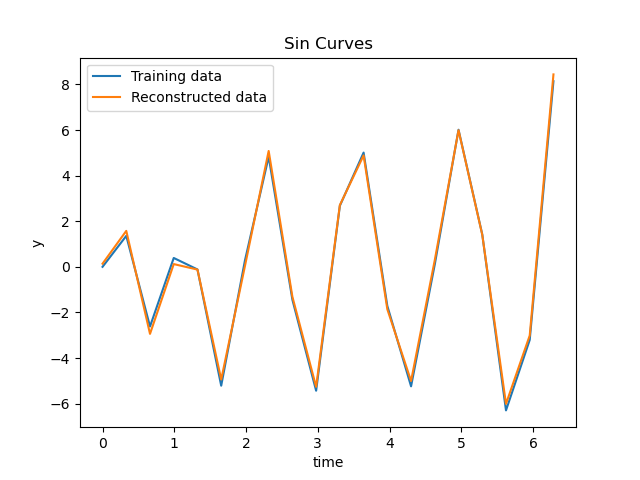 Sin Curves
Training data
Reconstructed data
8
6
4
2
0
−2
−4
−6
y
0 1 2 3 4 5 6
time